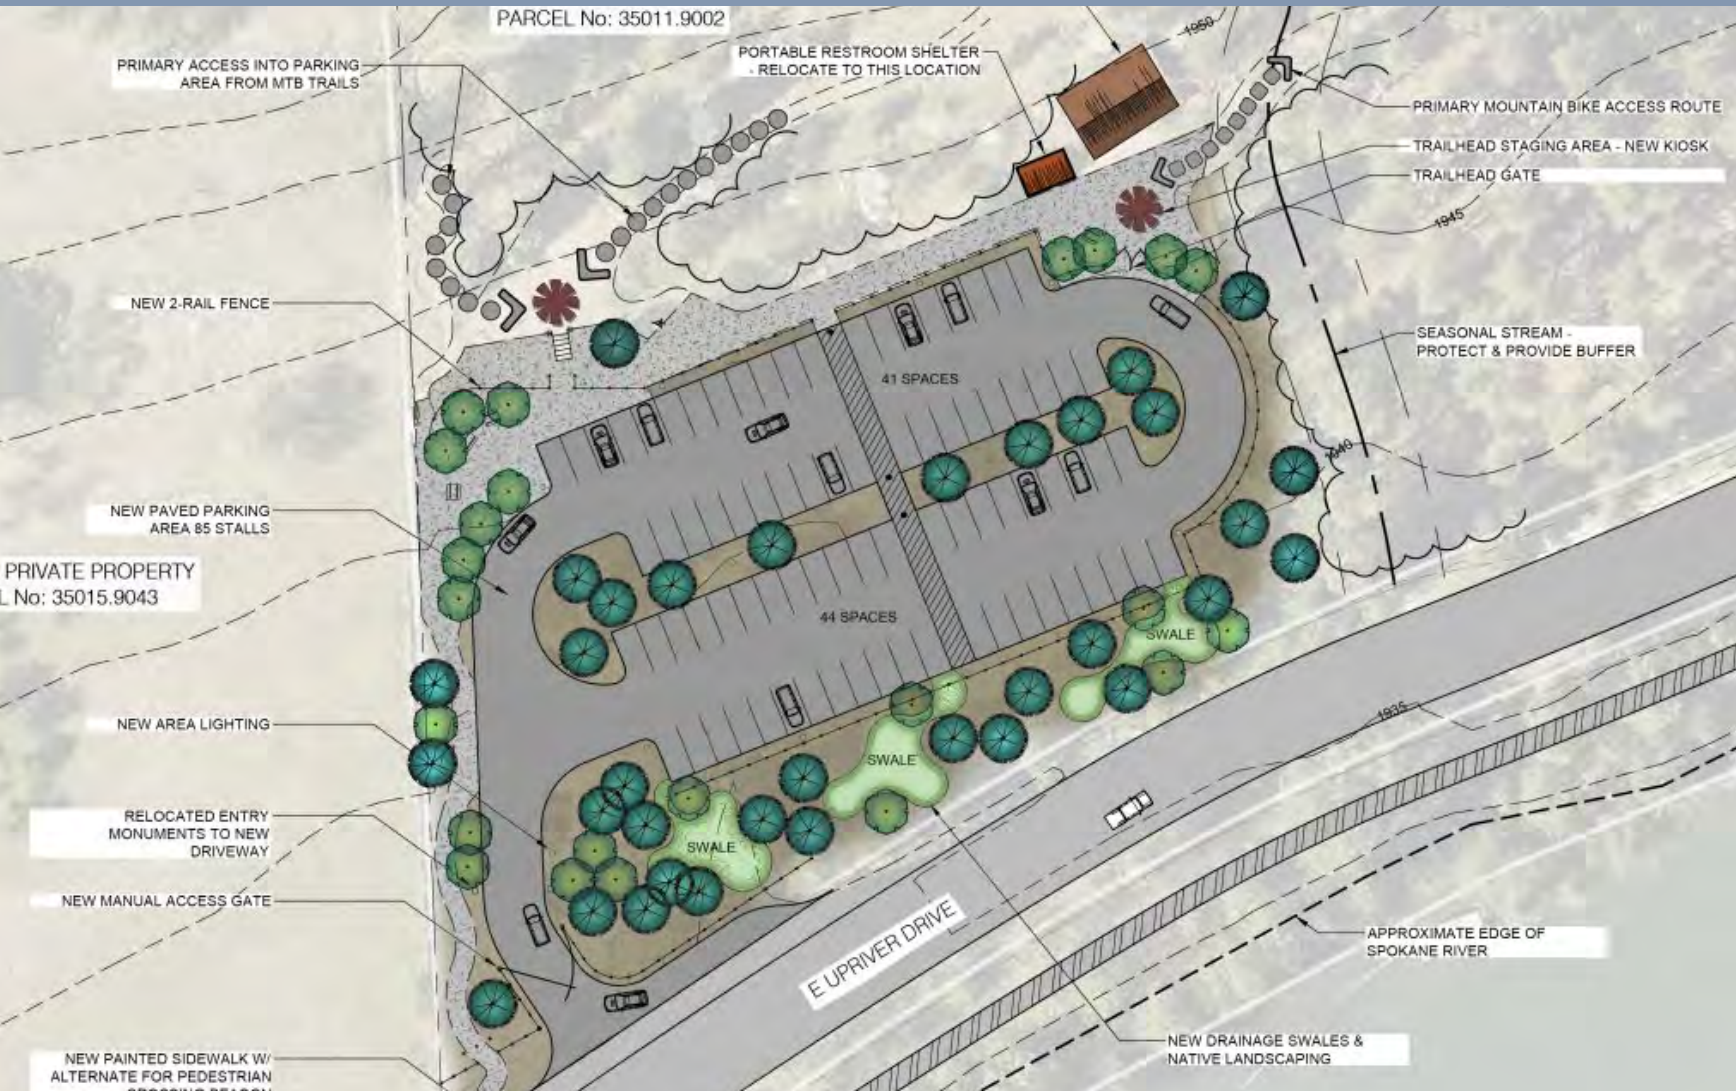 PARCEL No: 35011.9002
PRIMARY ACCESS INTO PARKING
AREA FROM MTB TRAILS
PORTABLE RESTROOM SHELTER
- RELOCATE TO THIS LOCATION
1950
PRIMARY MOUNTAIN BIKE ACCESS ROUTE
TRAILHEAD STAGING AREA - NEW KIOSK
TRAILHEAD GATE
1945
NEW 2-RAIL FENCE
SEASONAL STREAM -
PROTECT & PROVIDE BUFFER
41 SPACES
1940
NEW PAVED PARKING
AREA 85 STALLS
PRIVATE PROPERTY
L No: 35015.9043
44 SPACES
SWALE
NEW AREA LIGHTING
1935
SWALE
RELOCATED ENTRY
MONUMENTS TO NEW
DRIVEWAY
SWALE
NEW MANUAL ACCESS GATE
E UPRIVER DRIVE
APPROXIMATE EDGE OF
SPOKANE RIVER
NEW DRAINAGE SWALES &
NATIVE LANDSCAPING
NEW PAINTED SIDEWALK W/
ALTERNATE FOR PEDESTRIAN
CROSSING BEACON